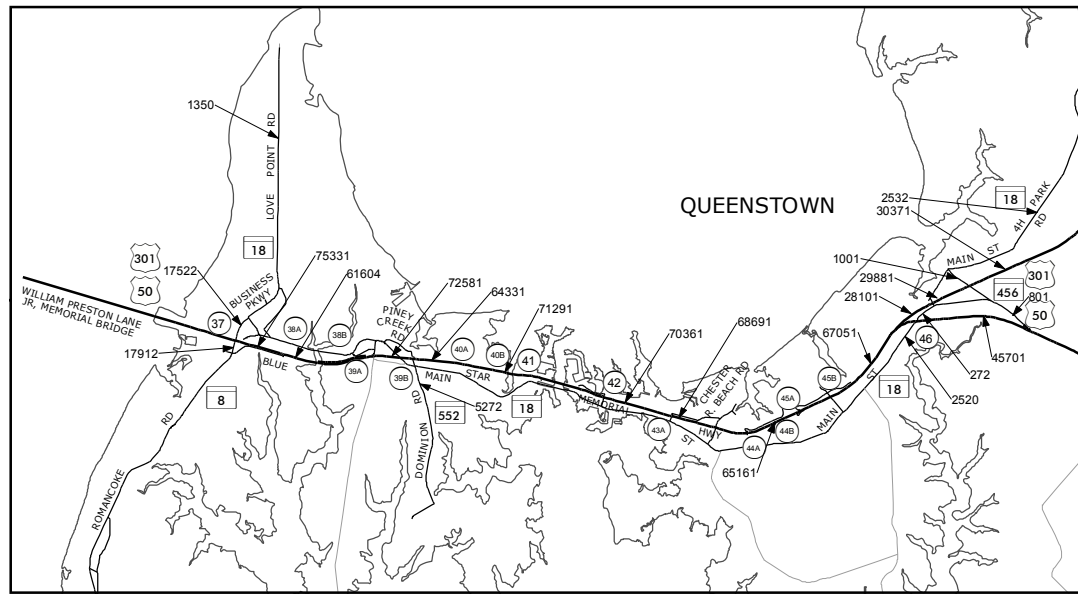 QUEENSTOWN
1350
LOVE POINT RD
18
301
50
17522
BUSINESS
PKWY
75331
61604
PINEY
CREEK
RD
72581
64331
71291
WILLIAM PRESTON LANE
JR, MEMORIAL BRIDGE
37
38A
38B
39A
39B
40A
40B
41
42
17912
BLUE
STAR
MEMORIAL
HWY
MAIN
ST
8
ROMANCOKE
RD
5272
552
DOMINION
RD
18
70361
68691
CHESTER
R. BEACH RD
43A
44A
44B
45A
45B
65161
67051
MAIN
ST
18
2532
30371
18
4H PARK
RD
MAIN ST
1001
29881
28101
301
456
801
50
46
45701
272
2520